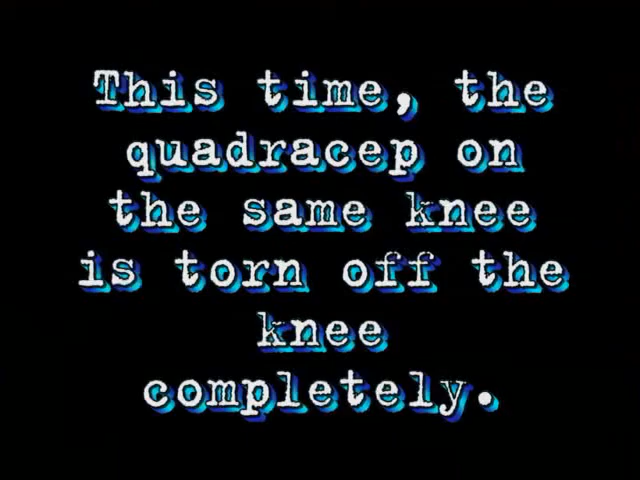 This time, the
quadracep on
the same knee
is torn off the
knee
completely.